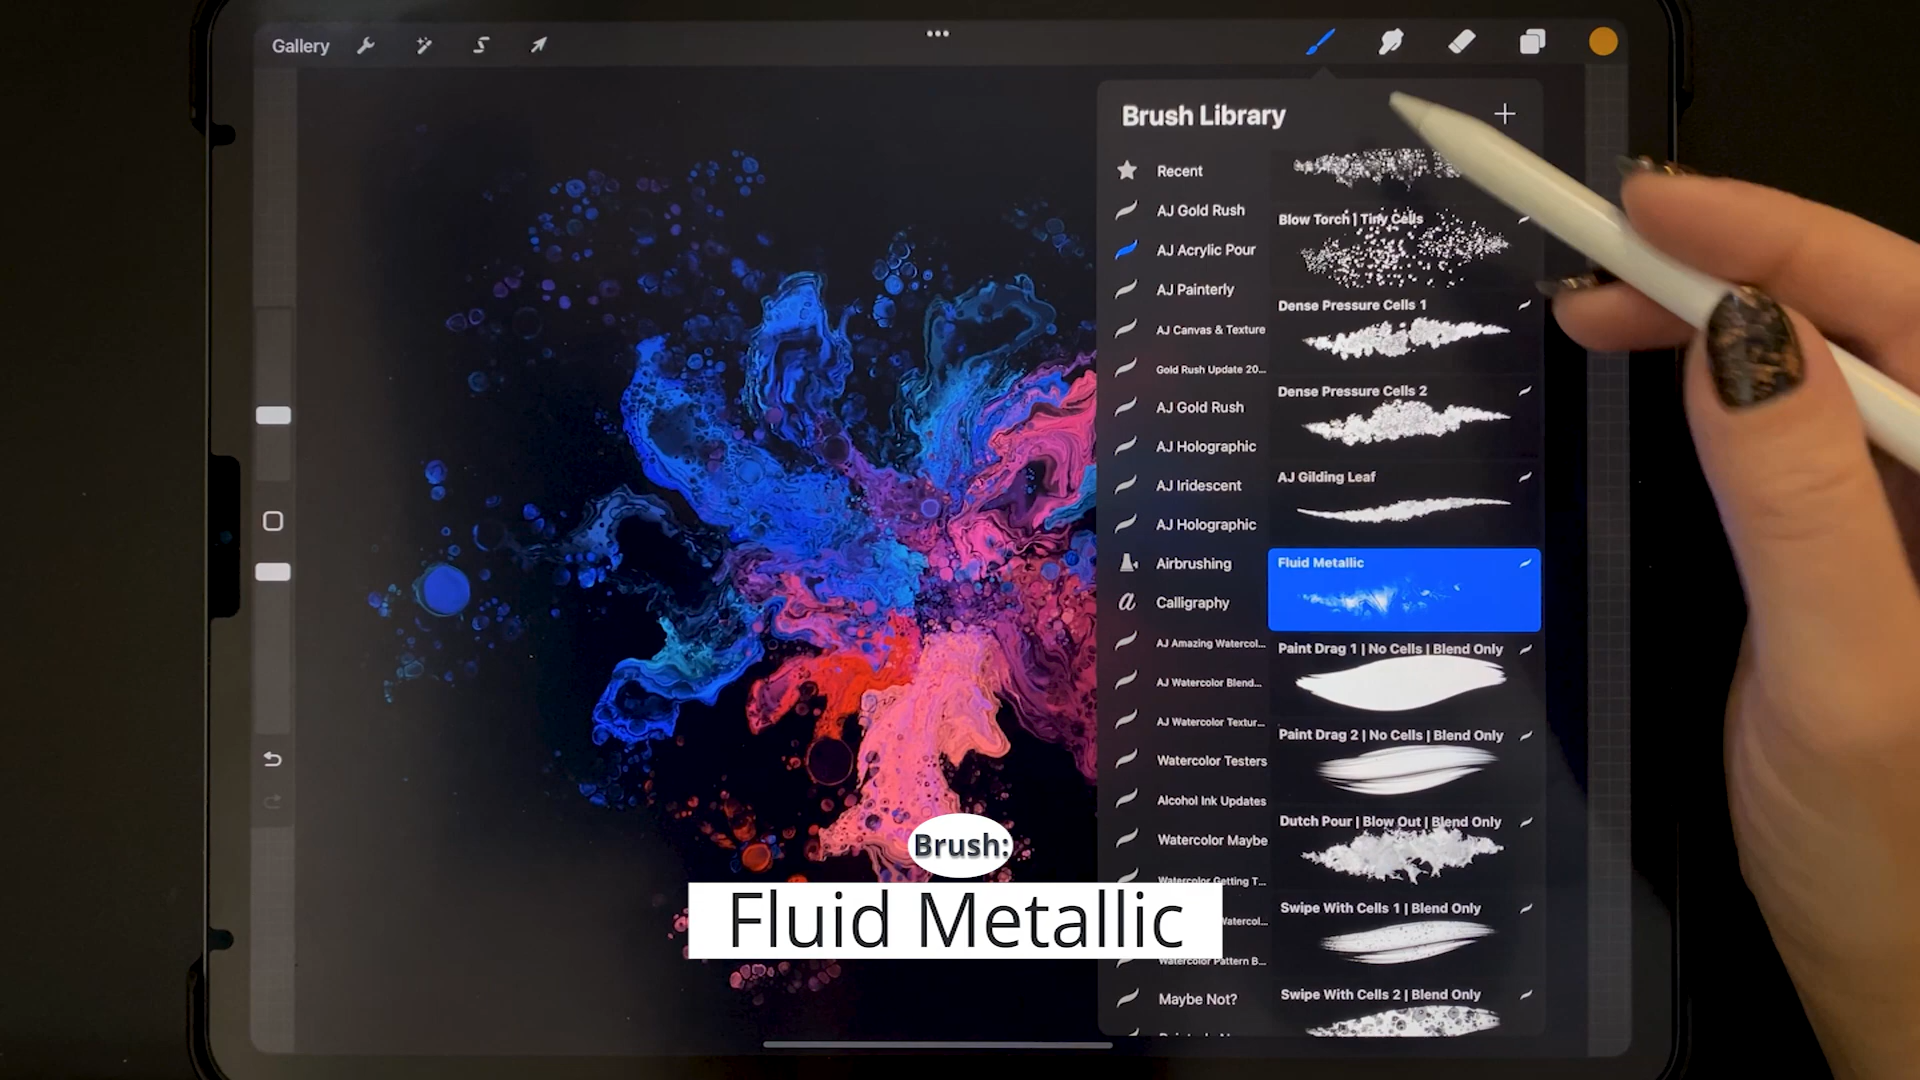 Gallery
Brush Library
Recent
AJ Gold Rush
AJ Acrylic Pour
AJ Painterly
AJ Canvas & Texture
Gold Rush Update 20...
AJ Gold Rush
AJ Holographic
AJ Iridescent
AJ Holographic
Airbrushing
Calligraphy
AJ Amazing Watercol...
AJ Watercolor Blend...
AJ Watercolor Textur...
Watercolor Testers
Alcohol Ink Updates
Watercolor Maybe
Watercolor Getting T...
Watercol...
Watercolor Pattern B...
Maybe Not?
Blow Torch | Tiny Cells
Dense Pressure Cells 1
Dense Pressure Cells 2
AJ Gilding Leaf
Fluid Metallic
Paint Drag 1 | No Cells | Blend Only
Paint Drag 2 | No Cells | Blend Only
Dutch Pour | Blow Out | Blend Only
Swipe With Cells 1 | Blend Only
Swipe With Cells 2 | Blend Only
Brush:
Fluid Metallic